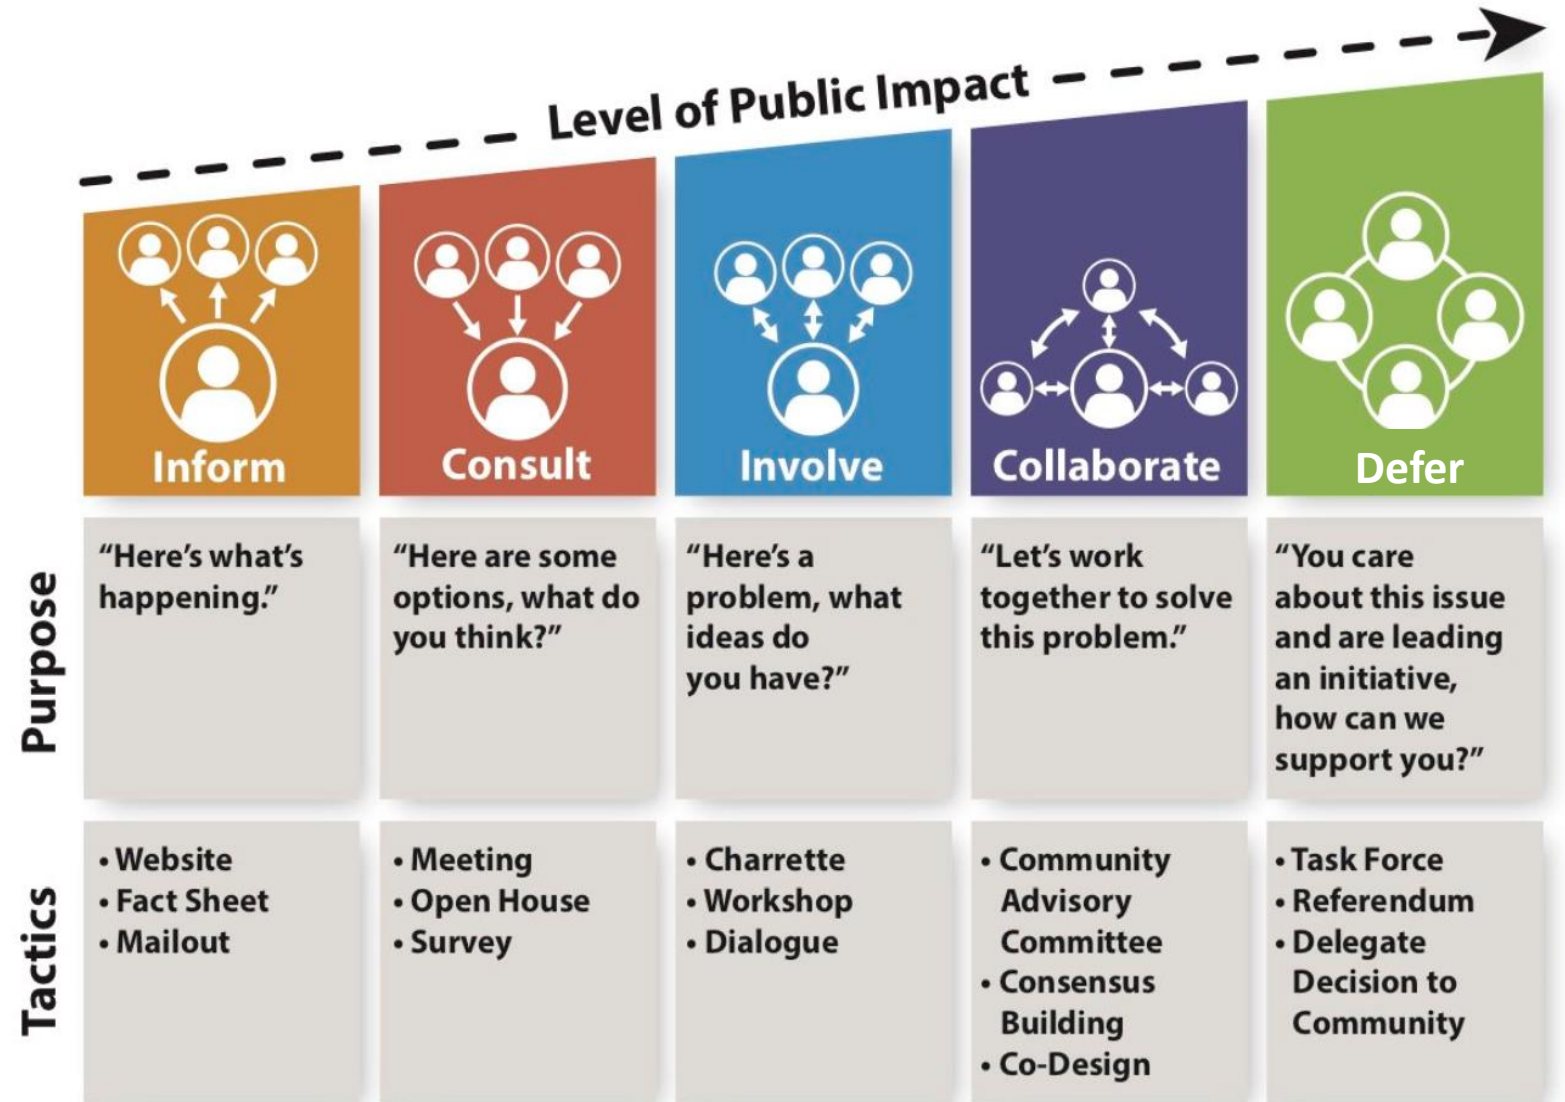 Level of Public Impact
Inform
Consult
Involve
Collaborate
Defer
Purpose
“Here’s what’s
happening.”
“Here are some
options, what do
you think?”
“Here’s a
problem, what
ideas do
you have?”
“Let’s work
together to solve
this problem.”
“You care
about this issue
and are leading
an initiative,
how can we
support you?”
Tactics
• Website
• Fact Sheet
• Mailout
• Meeting
• Open House
• Survey
• Charrette
• Workshop
• Dialogue
• Community
Advisory
Committee
• Consensus
Building
• Co-Design
• Task Force
• Referendum
• Delegate
Decision to
Community